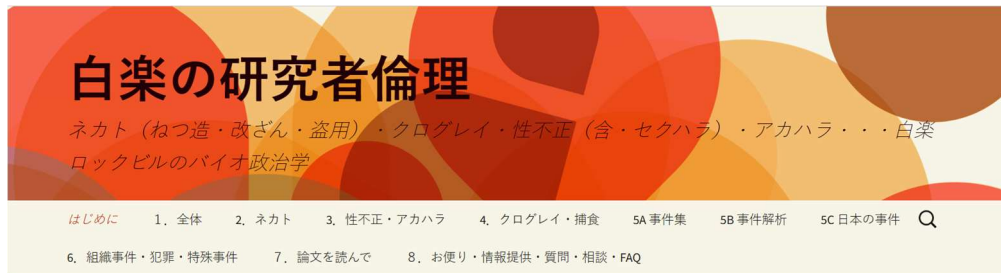 白楽の研究者倫理
ネカト（ねつ造・改ざん・盗用）・クログレイ・性不正（含・セクハラ）・アカハラ・・・白楽
ロックビルのバイオ政治学
はじめに 1．全体 2．ネカト 3．性不正・アカハラ 4．クログレイ・捕食 5A 事件集 5B 事件解析 5C 日本の事件
6．組織事件・犯罪・特殊事件 7．論文を読んで 8．お便り・情報提供・質問・相談・FAQ